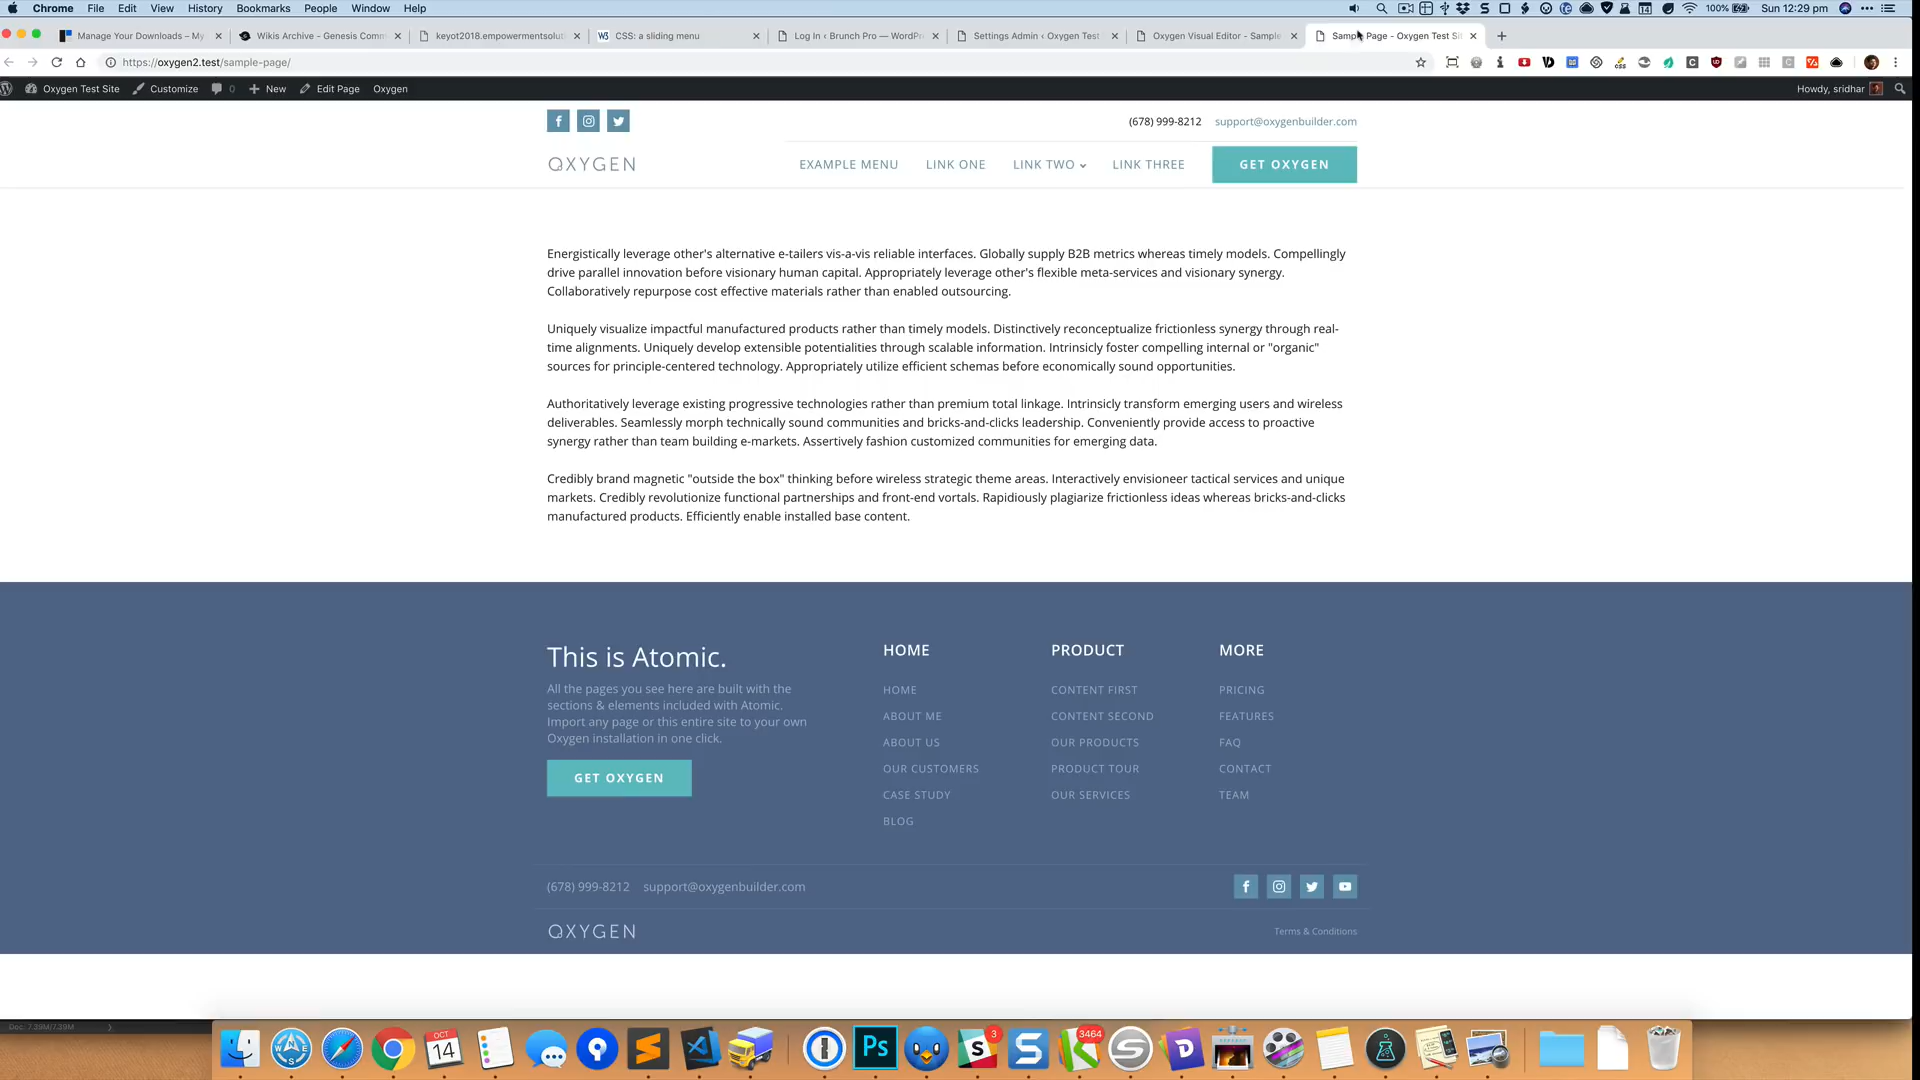 Chrome File Edit View History Bookmarks People Window Help 100% Sun 12:29 pm
Manage Your Downloads – My
Wikis Archive - Genesis Comm
keyot2018.empowermentsoluti
CSS: a sliding menu
Log In ‹ Brunch Pro — WordPr
Settings Admin ‹ Oxygen Test
Oxygen Visual Editor - Sample
Sample Page - Oxygen Test Si
https://oxygen2.test/sample-page/
Oxygen Test Site Customize 0 New Edit Page Oxygen Howdy, sridhar
(678) 999-8212 support@oxygenbuilder.com
OXYGEN EXAMPLE MENU LINK ONE LINK TWO LINK THREE GET OXYGEN
Energistically leverage other's alternative e-tailers vis-a-vis reliable interfaces. Globally supply B2B metrics whereas timely models. Compellingly
drive parallel innovation before visionary human capital. Appropriately leverage other's flexible meta-services and visionary synergy.
Collaboratively repurpose cost effective materials rather than enabled outsourcing.
Uniquely visualize impactful manufactured products rather than timely models. Distinctively reconceptualize frictionless synergy through real-
time alignments. Uniquely develop extensible potentialities through scalable information. Intrinsicly foster compelling internal or "organic"
sources for principle-centered technology. Appropriately utilize efficient schemas before economically sound opportunities.
Authoritatively leverage existing progressive technologies rather than premium total linkage. Intrinsicly transform emerging users and wireless
deliverables. Seamlessly morph technically sound communities and bricks-and-clicks leadership. Conveniently provide access to proactive
synergy rather than team building e-markets. Assertively fashion customized communities for emerging data.
Credibly brand magnetic "outside the box" thinking before wireless strategic theme areas. Interactively envisioneer tactical services and unique
markets. Credibly revolutionize functional partnerships and front-end vortals. Rapidiously plagiarize frictionless ideas whereas bricks-and-clicks
manufactured products. Efficiently enable installed base content.
This is Atomic.
All the pages you see here are built with the
sections & elements included with Atomic.
Import any page or this entire site to your own
Oxygen installation in one click.
GET OXYGEN
HOME
HOME
ABOUT ME
ABOUT US
OUR CUSTOMERS
CASE STUDY
BLOG
PRODUCT
CONTENT FIRST
CONTENT SECOND
OUR PRODUCTS
PRODUCT TOUR
OUR SERVICES
MORE
PRICING
FEATURES
FAQ
CONTACT
TEAM
(678) 999-8212 support@oxygenbuilder.com
OXYGEN Terms & Conditions
Doc: 7.39M/7.39M
OCT
14
Ps
3
3464